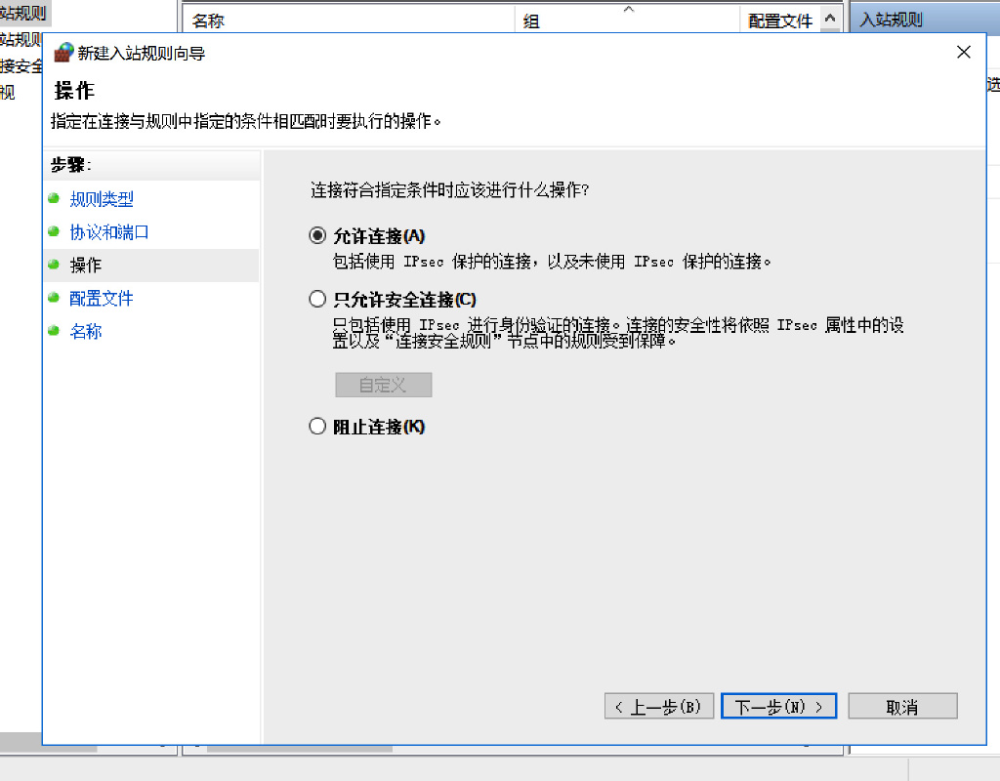 站规则
名称
组
配置文件
入站规则
站规则
接安全
视
选
新建入站规则向导
操作
指定在连接与规则中指定的条件相匹配时要执行的操作。
步骤:
规则类型
协议和端口
操作
配置文件
名称
连接符合指定条件时应该进行什么操作?
允许连接(A)
包括使用 IPsec 保护的连接，以及未使用 IPsec 保护的连接。
只允许安全连接(C)
只包括使用 IPsec 进行身份验证的连接。连接的安全性将依照 IPsec 属性中的设
置以及“连接安全规则”节点中的规则受到保障。
自定义
阻止连接(K)
< 上一步(B)
下一步(N) >
取消